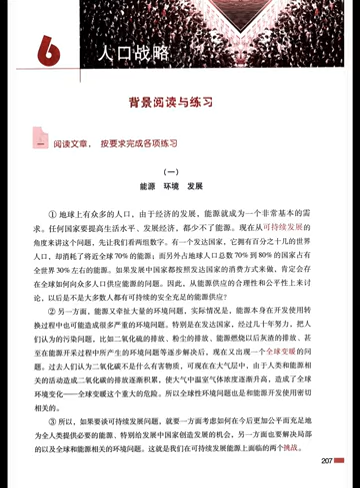 6
人口战略
背景阅读与练习
一 阅读文章，按要求完成各项练习
（一）
能源 环境 发展
① 地球上有众多的人口，由于经济的发展，能源就成为一个非常基本的需
求。任何国家要提高生活水平、发展经济，都少不了能源。现在从可持续发展的
角度来讲这个问题，先让我们看两组数字。有一个发达国家，它拥有百分之十几的世界
人口，却消耗了将近全球70%的能源；而另外占地球人口总数70%到80%的国家占有
全世界30%左右的能源。如果发展中国家都按照发达国家的消费方式来做，肯定会存
在全球如何向众多人口供应能源的问题。因此，从能源供应的合理性和公平性上来讨
论，以后是不是大多数人都有可持续的安全充足的能源供应？
② 另一方面，能源又牵扯大量的环境问题，实际情况是，能源本身在开发使用转
换过程中也可能造成很多严重的环境问题。特别是在发达国家，经过几十年努力，把人
们认为的污染问题，比如二氧化硫的排放、粉尘的排放、能源燃烧以后灰渣的排放、甚
至在能源开采过程中所产生的环境问题等逐步解决后，现在又出现一个全球变暖的问
题。过去人们认为二氧化碳不是什么有害物质，可现在在大气层中，由于人类和能源相
关的活动造成二氧化碳的排放逐渐积累，使大气中温室气体浓度逐渐升高，造成了全球
环境变化——全球变暖这个重大的危险。所以全球性环境问题也是和能源开发使用密切
相关的。
③ 所以，如果要谈可持续发展问题，就要一方面考虑如何在今后更加公平而充足地
为全人类提供必要的能源，特别给发展中国家创造发展的机会，另一方面也要解决局部
的以及全球和能源相关的环境问题。这就是我们在可持续发展能源上面临的两个挑战。
207